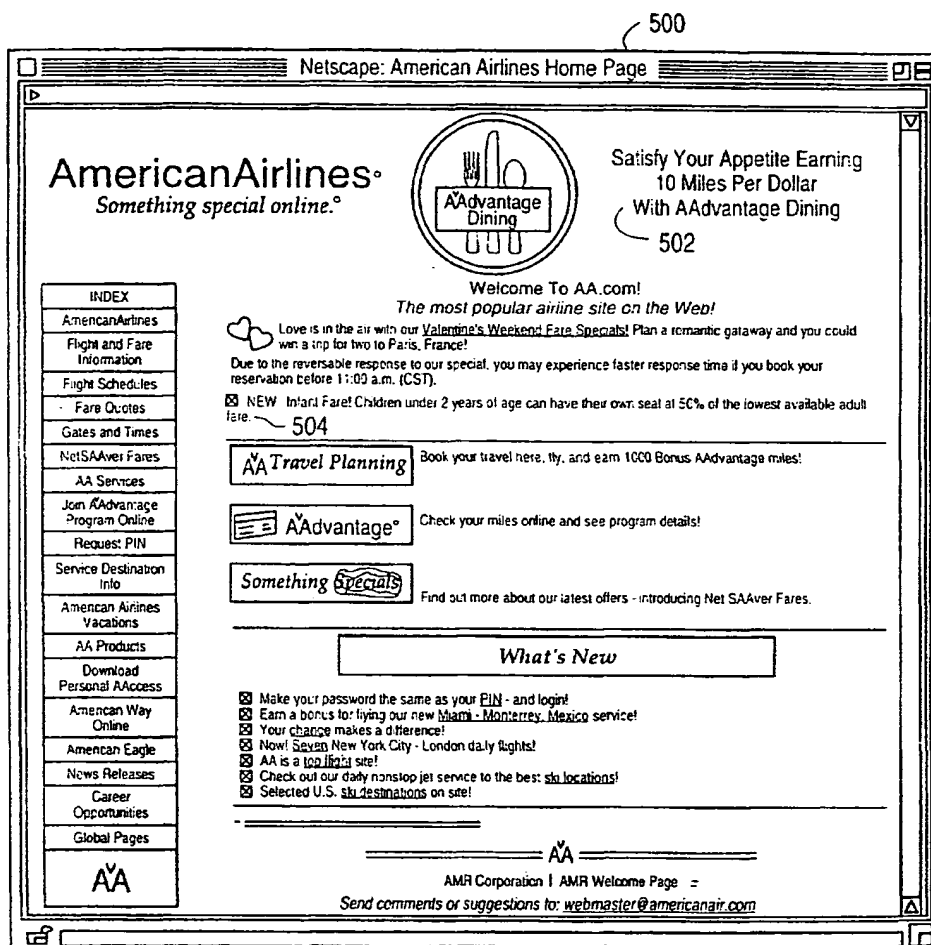 500
Netscape: American Airlines Home Page
AmericanAirlines
Something special online.
AAdvantage
Dining
Satisfy Your Appetite Earning
10 Miles Per Dollar
With AAdvantage Dining
502
Welcome To AA.com!
The most popular airline site on the Web!
Love is in the air with our Valentine's Weekend Fare Specials! Plan a romantic gataway and you could
win a trip for two to Paris, France!
Due to the reversable response to our special, you may experience faster response time if you book your
reservation before 11:00 a.m. (CST).
NEW Infant Fare! Children under 2 years of age can have their own seat at 50% of the lowest available adult
fare.
504
INDEX
AmericanAirlines
Flight and Fare
Information
Flight Schedules
Fare Quotes
Gates and Times
NetSAAver Fares
AA Services
Join AAdvantage
Program Online
Request PIN
Service Destination
Info
American Airlines
Vacations
AA Products
Download
Personal AAccess
American Way
Online
American Eagle
News Releases
Career
Opportunities
Global Pages
AA
AA Travel Planning
Book your travel here, fly, and earn 1000 Bonus AAdvantage miles!
AAdvantage
Check your miles online and see program details!
Something Specials
Find out more about our latest offers - introducing Net SAAver Fares.
What's New
Make your password the same as your PIN - and login!
Earn a bonus for flying our new Miami - Monterrey, Mexico service!
Your change makes a difference!
Now! Seven New York City - London daily flights!
AA is a top flight site!
Check out our daily nonstop jet service to the best ski locations!
Selected U.S. ski destinations on site!
AA
AMR Corporation | AMR Welcome Page
Send comments or suggestions to: webmaster@americanair.com